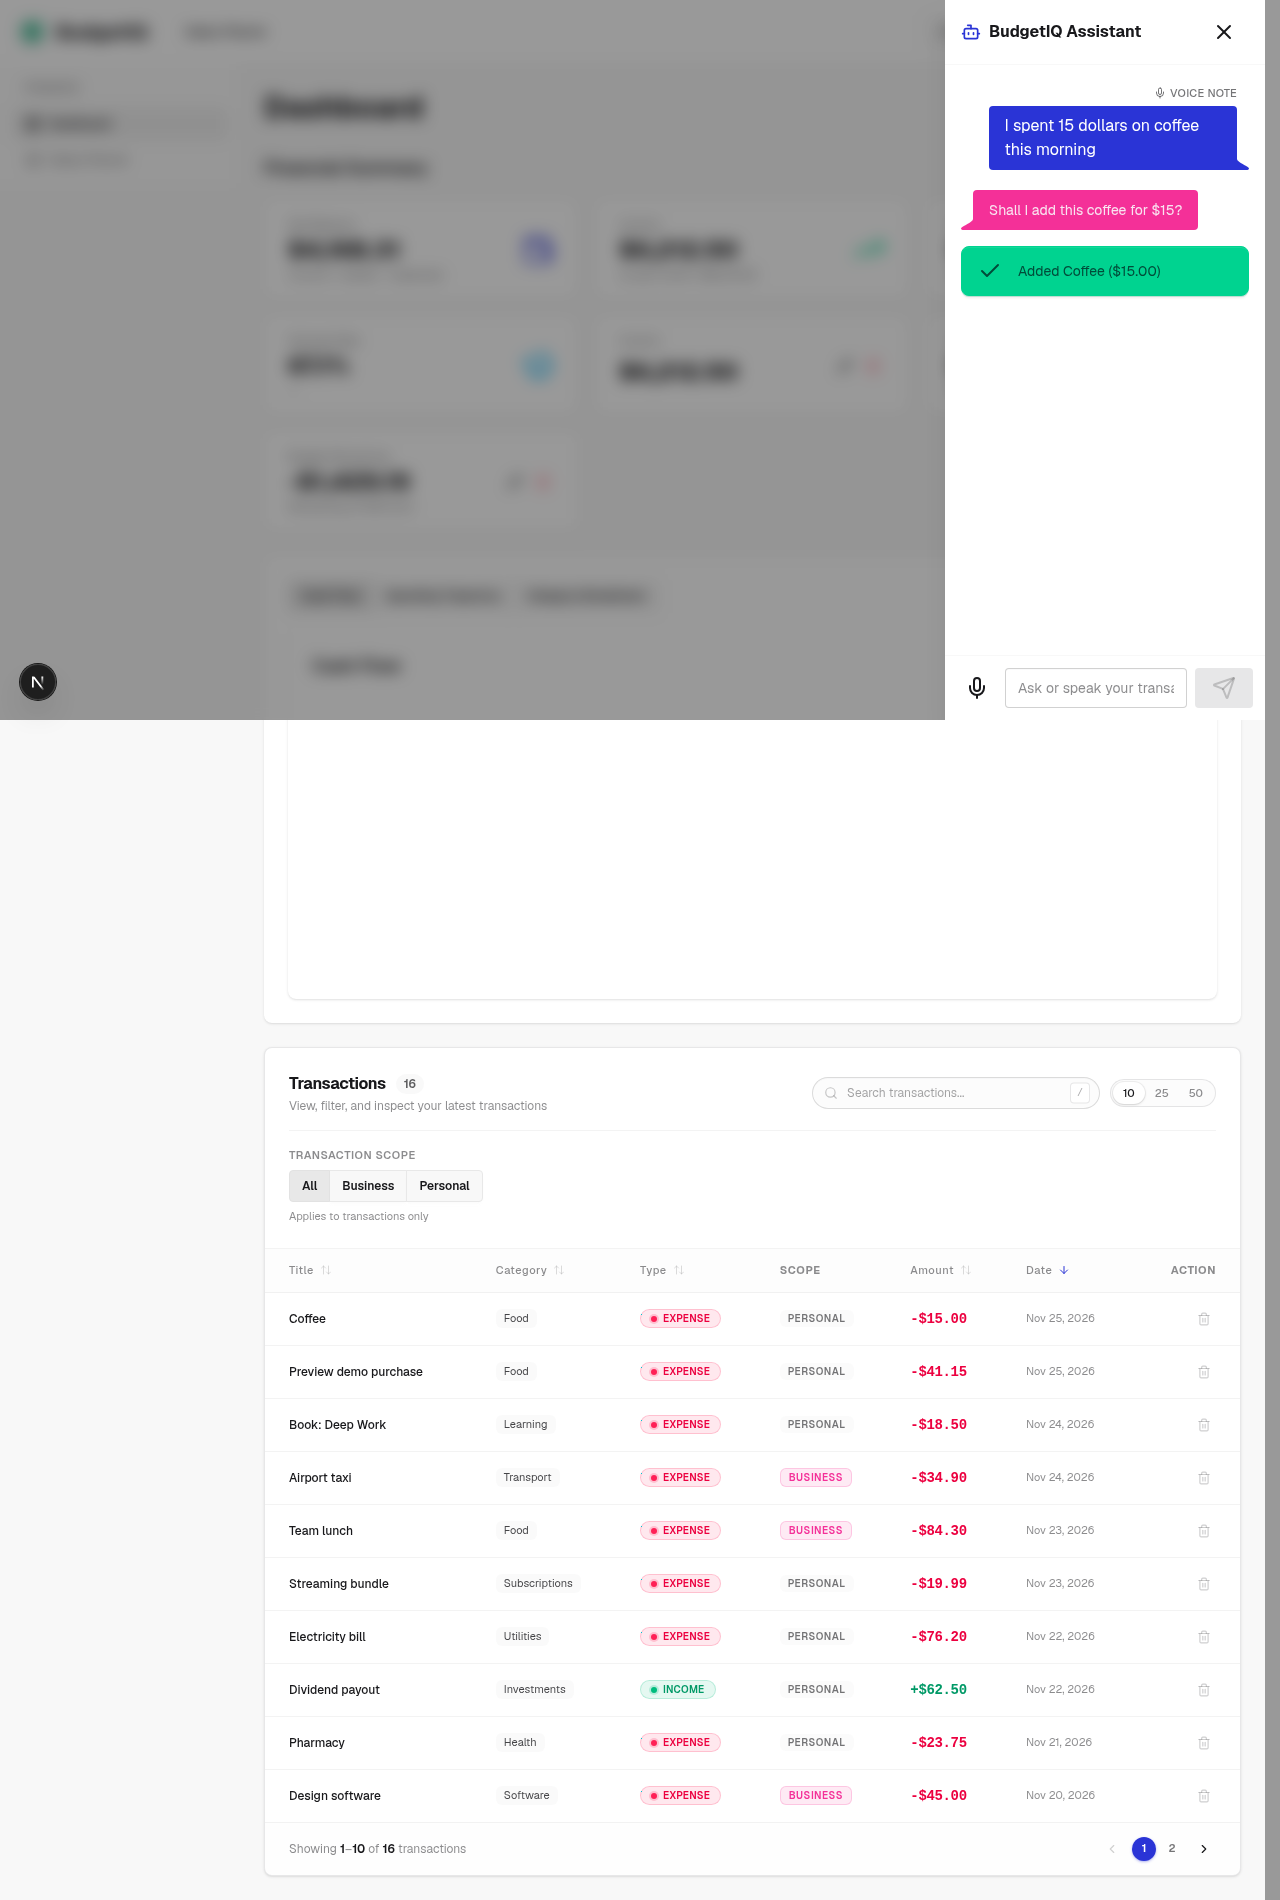 BudgetIQ Assistant
VOICE NOTE
I spent 15 dollars on coffee
this morning
Shall I add this coffee for $15?
Added Coffee ($15.00)
Ask or speak your transa
Dashboard
Financial Summary
N
Transactions 16
View, filter, and inspect your latest transactions
Search transactions... /
10 25 50
TRANSACTION SCOPE
All Business Personal
Applies to transactions only
Title Category Type SCOPE Amount Date ACTION
Coffee Food EXPENSE PERSONAL -$15.00 Nov 25, 2026
Preview demo purchase Food EXPENSE PERSONAL -$41.15 Nov 25, 2026
Book: Deep Work Learning EXPENSE PERSONAL -$18.50 Nov 24, 2026
Airport taxi Transport EXPENSE BUSINESS -$34.90 Nov 24, 2026
Team lunch Food EXPENSE BUSINESS -$84.30 Nov 23, 2026
Streaming bundle Subscriptions EXPENSE PERSONAL -$19.99 Nov 23, 2026
Electricity bill Utilities EXPENSE PERSONAL -$76.20 Nov 22, 2026
Dividend payout Investments INCOME PERSONAL +$62.50 Nov 22, 2026
Pharmacy Health EXPENSE PERSONAL -$23.75 Nov 21, 2026
Design software Software EXPENSE BUSINESS -$45.00 Nov 20, 2026
Showing 1–10 of 16 transactions
1 2